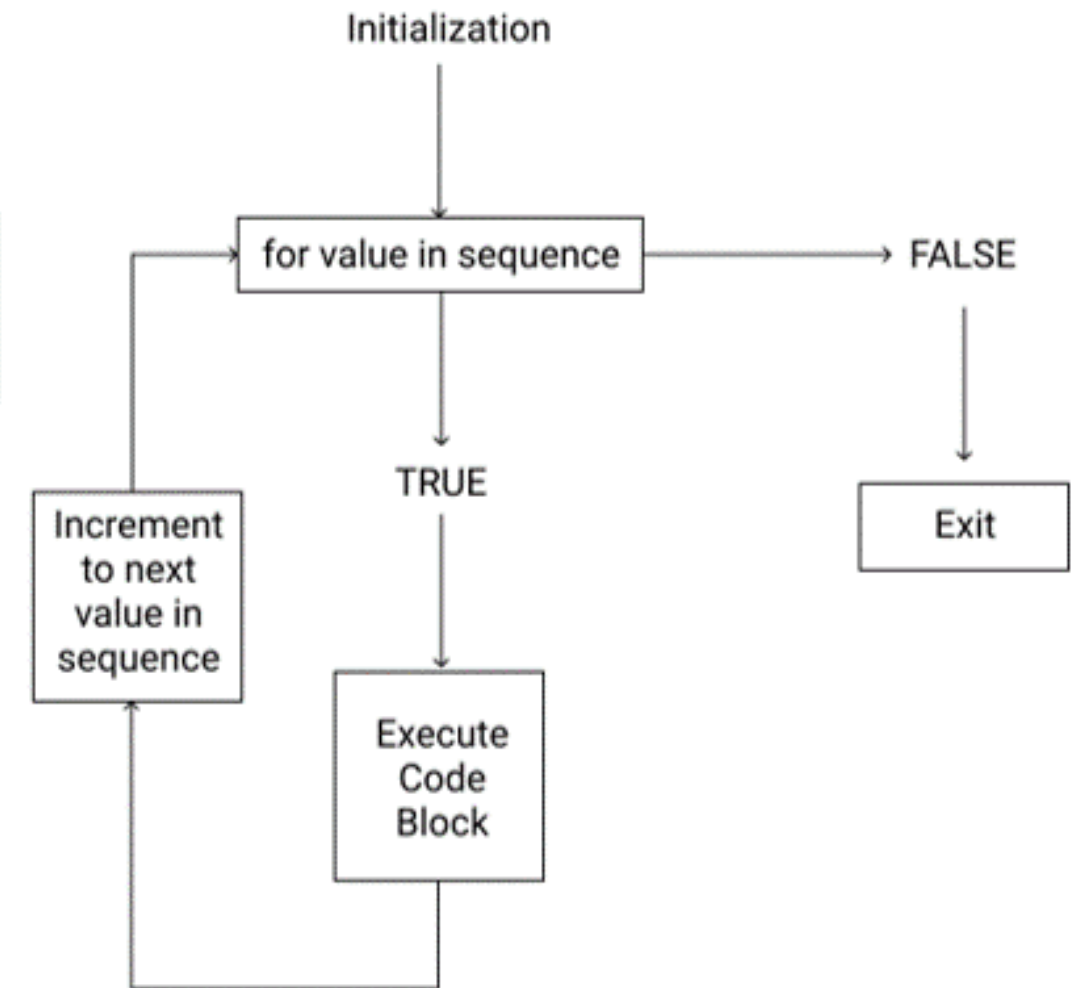 Initialization
for value in sequence
FALSE
TRUE
Increment
to next
value in
sequence
Exit
Execute
Code
Block